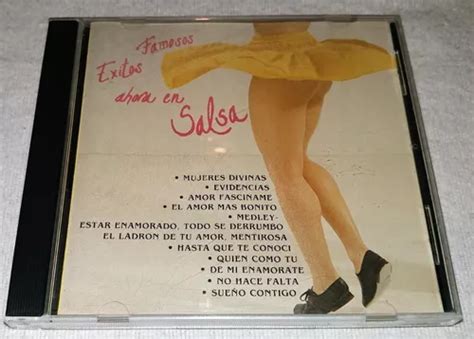 Famosos
Exitos
ahora en
Salsa
• MUJERES DIVINAS
• EVIDENCIAS
• AMOR FASCINAME
• EL AMOR MAS BONITO
• MEDLEY-
ESTAR ENAMORADO, TODO SE DERRUMBO
EL LADRON DE TU AMOR, MENTIROSA
• HASTA QUE TE CONOCI
• QUIEN COMO TU
• DE MI ENAMORATE
• NO HACE FALTA
• SUEÑO CONTIGO